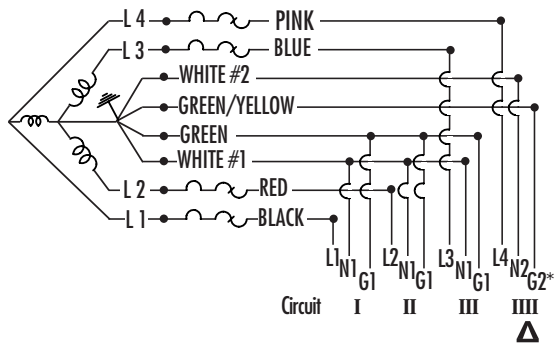 L 4 PINK
L 3 BLUE
WHITE #2
GREEN/YELLOW
GREEN
WHITE #1
L 2 RED
L 1 BLACK
L1 N1 G1 L2 N1 G1 L3 N1 G1 L4 N2 G2*
Circuit I II III IIII
Δ